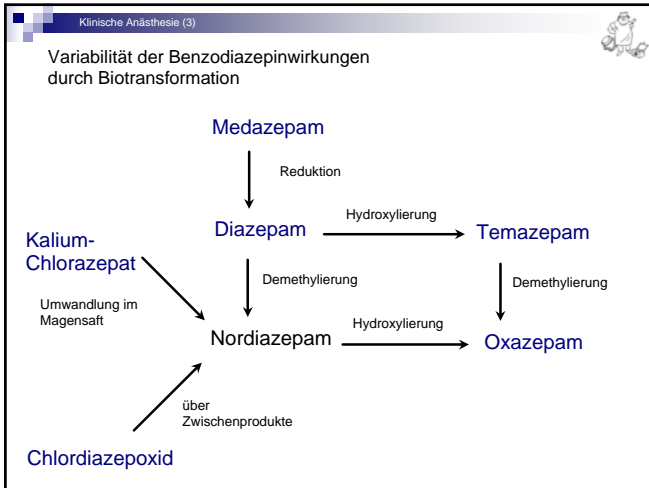 Klinische Anästhesie (3)
Variabilität der Benzodiazepinwirkungen
durch Biotransformation
Medazepam
Reduktion
Diazepam
Hydroxylierung
Temazepam
Kalium-
Chlorazepat
Demethylierung
Demethylierung
Umwandlung im
Magensaft
Nordiazepam
Hydroxylierung
Oxazepam
über
Zwischenprodukte
Chlordiazepoxid